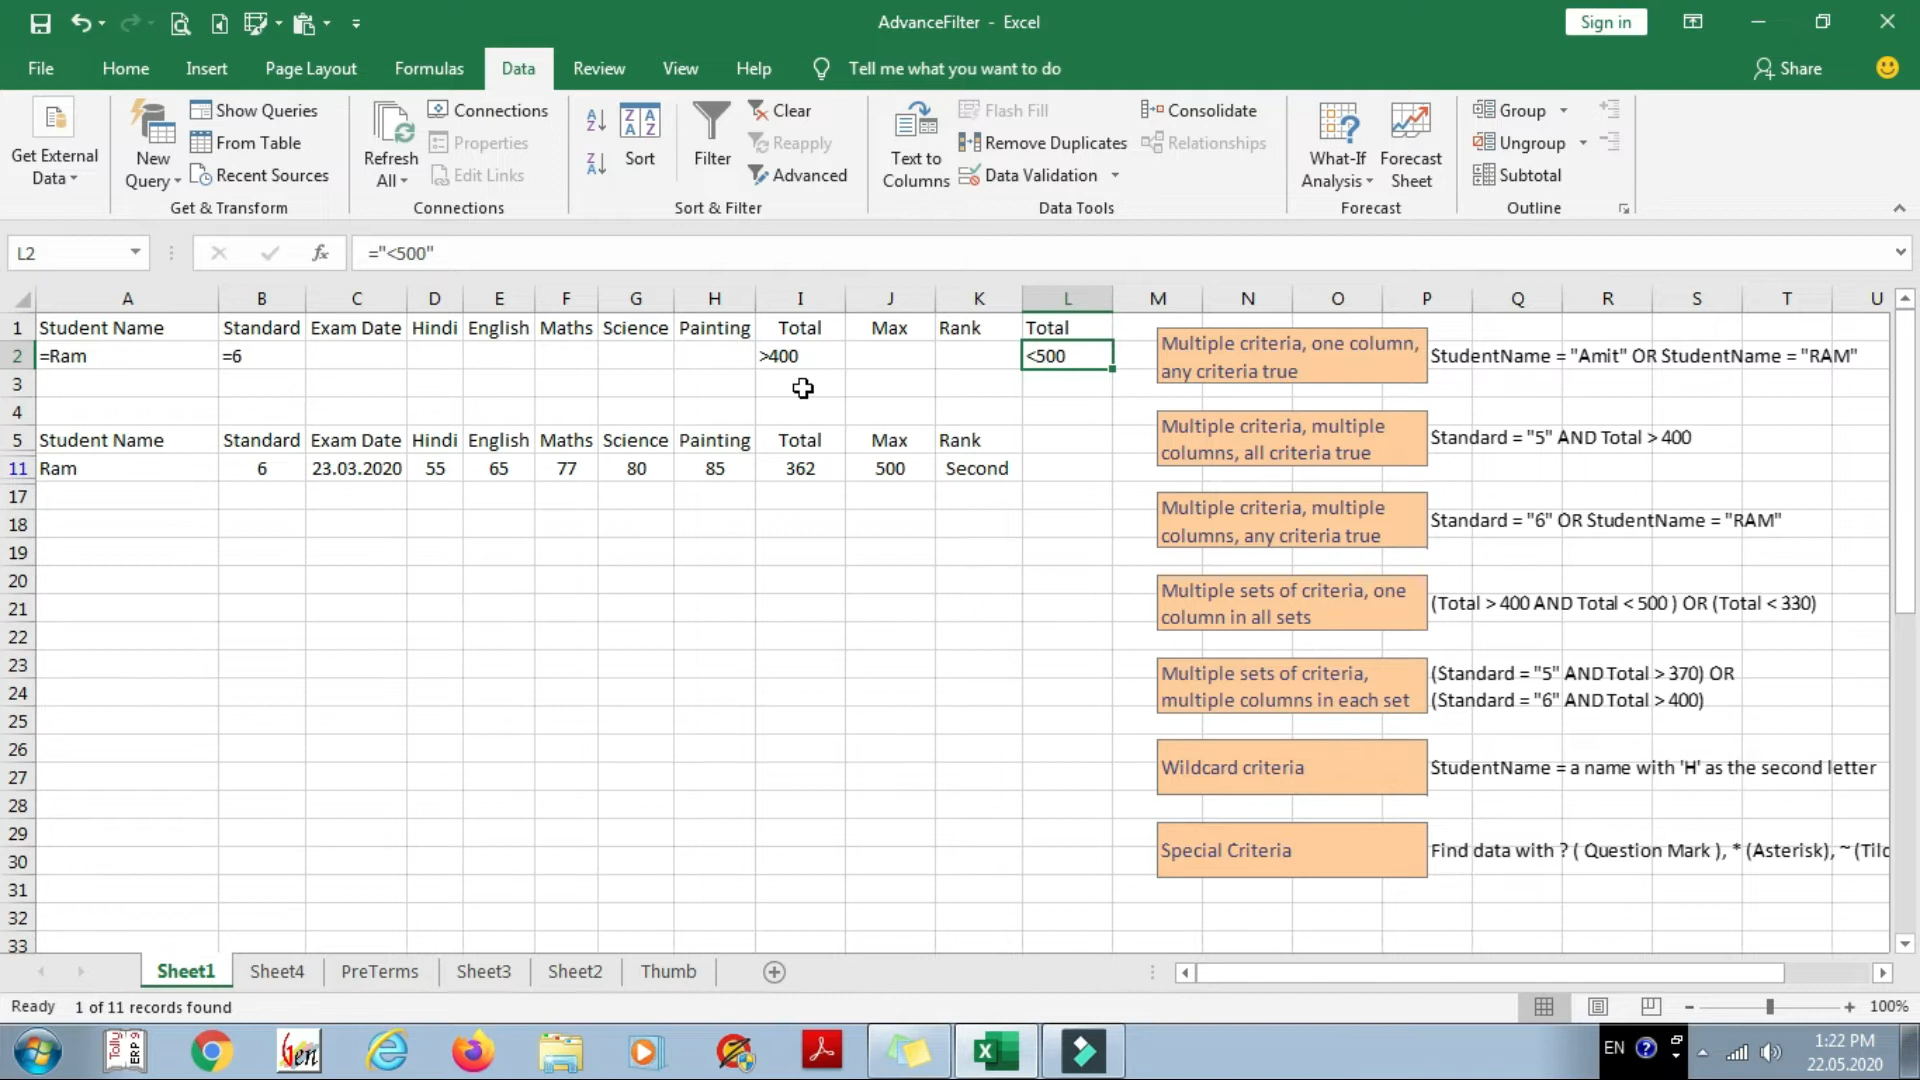 AdvanceFilter - Excel
Sign in
File Home Insert Page Layout Formulas Data Review View Help Tell me what you want to do Share
Get External Data
New Query
Show Queries
From Table
Recent Sources
Get & Transform
Refresh All
Connections
Properties
Edit Links
Connections
Sort
Filter
Clear
Reapply
Advanced
Sort & Filter
Text to Columns
Flash Fill
Remove Duplicates
Data Validation
Consolidate
Relationships
Data Tools
What-If Analysis
Forecast Sheet
Forecast
Group
Ungroup
Subtotal
Outline
L2 fx ="<500"
A B C D E F G H I J K L M N O P Q R S T U
1 Student Name Standard Exam Date Hindi English Maths Science Painting Total Max Rank Total
2 =Ram =6 >400 <500
3
4
5 Student Name Standard Exam Date Hindi English Maths Science Painting Total Max Rank
11 Ram 6 23.03.2020 55 65 77 80 85 362 500 Second
17
18
19
20
21
22
23
24
25
26
27
28
29
30
31
32
33
Multiple criteria, one column, any criteria true
StudentName = "Amit" OR StudentName = "RAM"
Multiple criteria, multiple columns, all criteria true
Standard = "5" AND Total > 400
Multiple criteria, multiple columns, any criteria true
Standard = "6" OR StudentName = "RAM"
Multiple sets of criteria, one column in all sets
(Total > 400 AND Total < 500 ) OR (Total < 330)
Multiple sets of criteria, multiple columns in each set
(Standard = "5" AND Total > 370) OR
(Standard = "6" AND Total > 400)
Wildcard criteria
StudentName = a name with 'H' as the second letter
Special Criteria
Find data with ? ( Question Mark ), * (Asterisk), ~ (Tild
Sheet1 Sheet4 PreTerms Sheet3 Sheet2 Thumb
Ready 1 of 11 records found 100%
Tally ERP 9
Gen
EN
1:22 PM
22.05.2020